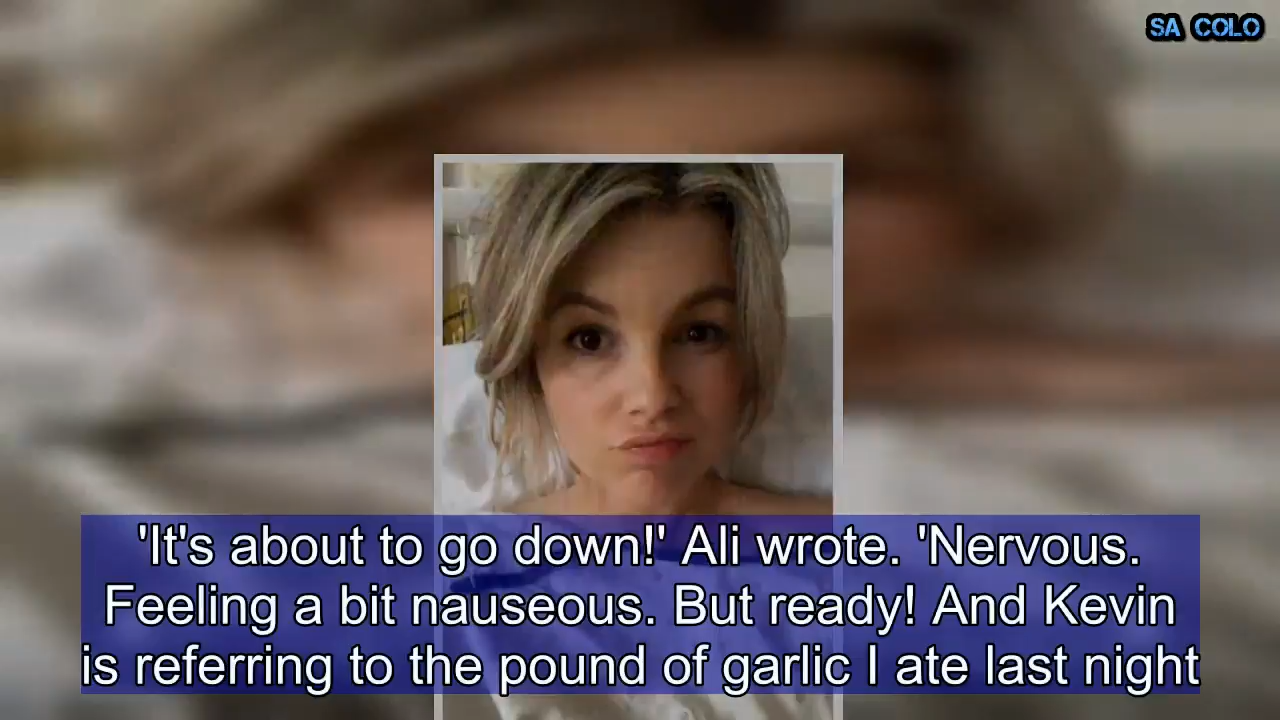 SA COLO
'It's about to go down!' Ali wrote. 'Nervous.
Feeling a bit nauseous. But ready! And Kevin
is referring to the pound of garlic I ate last night